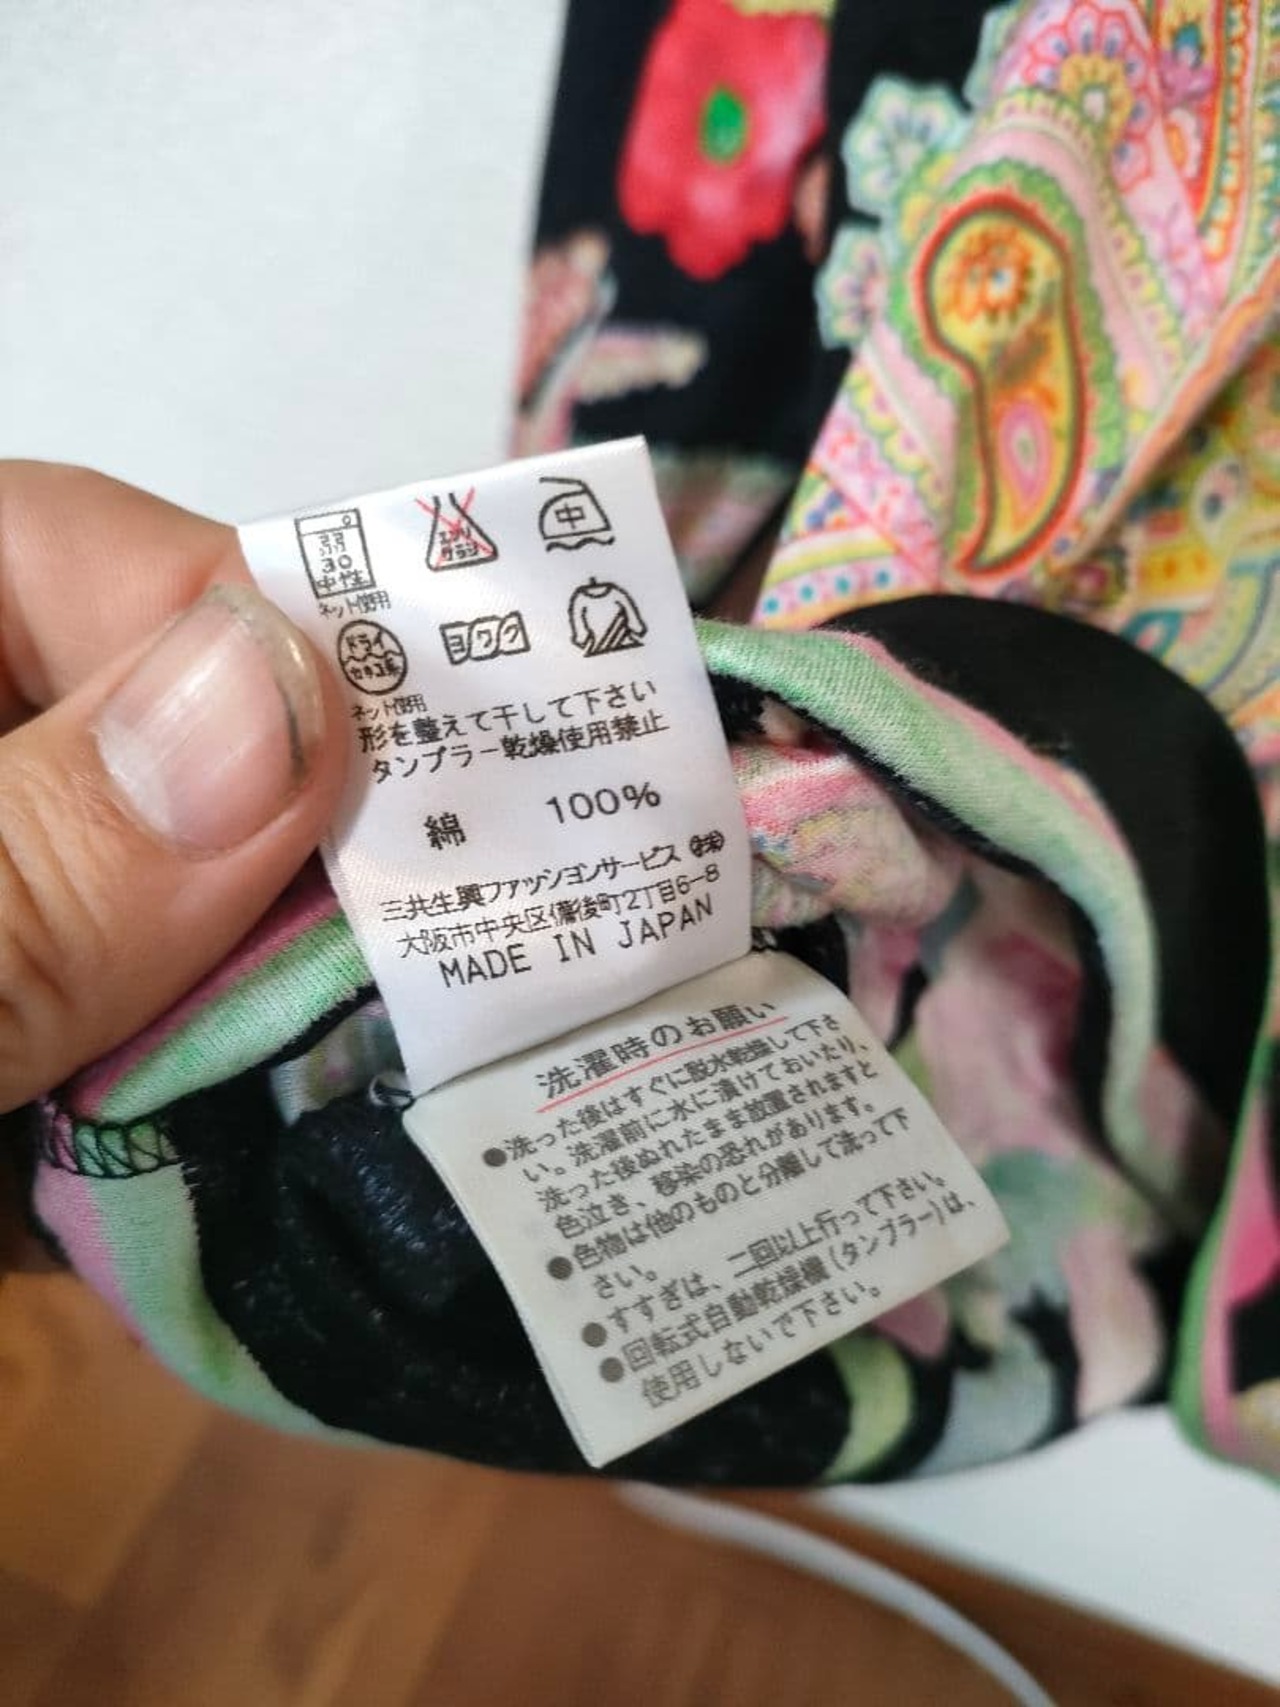 弱
30
中性
ネット使用
エンソ
サラシ
中
ドライ
セキユ系
ネット使用
ヨワク
形を整えて干して下さい
タンブラー乾燥使用禁止
綿 100%
三共生興ファッションサービス(株)
大阪市中央区備後町2丁目6-8
MADE IN JAPAN
洗濯時のお願い
●洗った後はすぐに脱水乾燥して下さ
い。洗濯前に水に漬けておいたり、
洗った後ぬれたまま放置されますと
色泣き、移染の恐れがあります。
●色物は他のものと分離して洗って下
さい。
●すすぎは、二回以上行って下さい。
●回転式自動乾燥機(タンブラー)は、
使用しないで下さい。